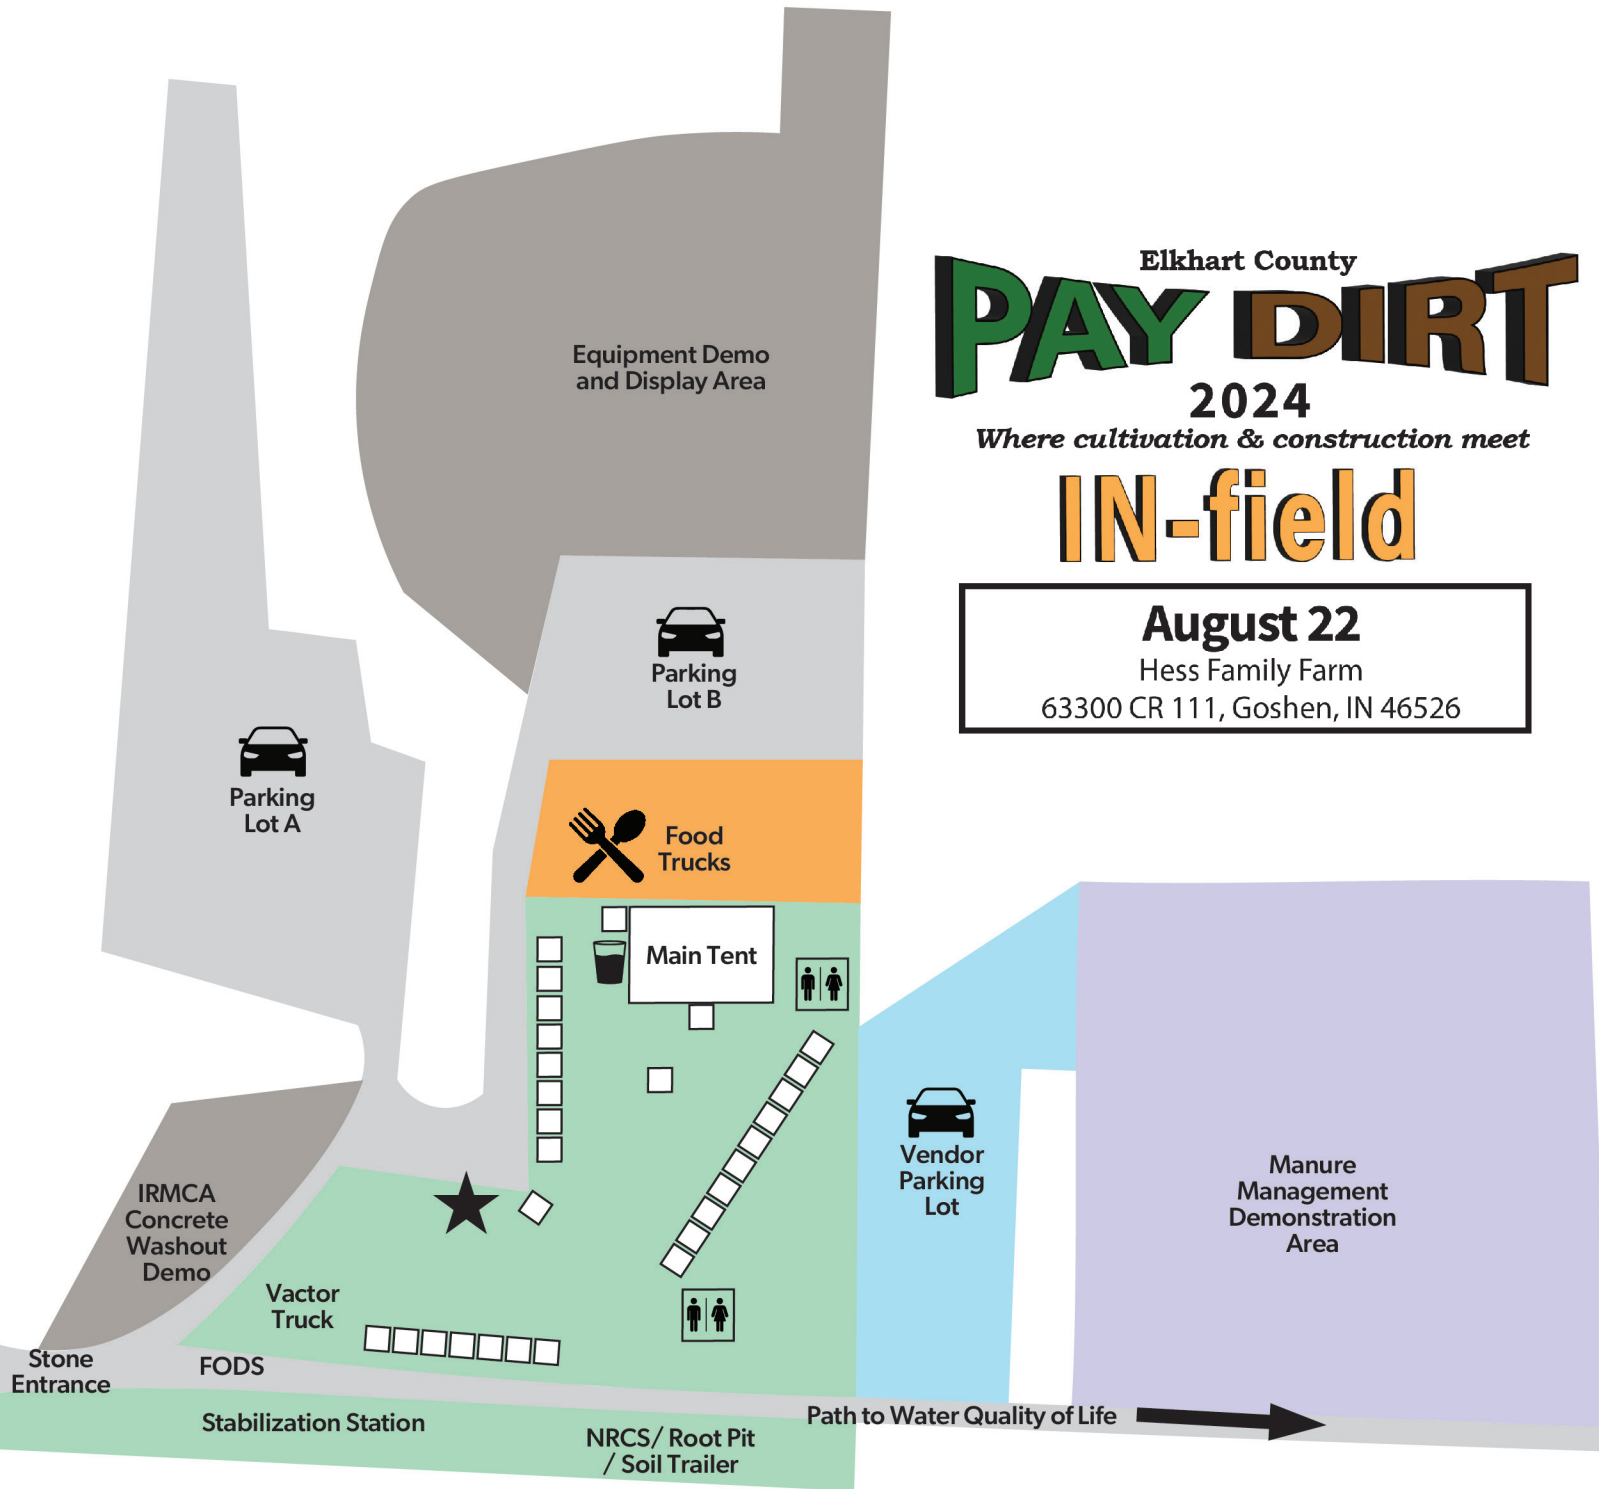 Elkhart County
PAY DIRT
2024
Where cultivation & construction meet
IN-field
August 22
Hess Family Farm
63300 CR 111, Goshen, IN 46526
Equipment Demo
and Display Area
Parking
Lot B
Parking
Lot A
Food
Trucks
Main Tent
Vendor
Parking
Lot
Manure
Management
Demonstration
Area
IRMCA
Concrete
Washout
Demo
Vactor
Truck
Stone
Entrance
FODS
Stabilization Station
Path to Water Quality of Life
NRCS/ Root Pit
/ Soil Trailer